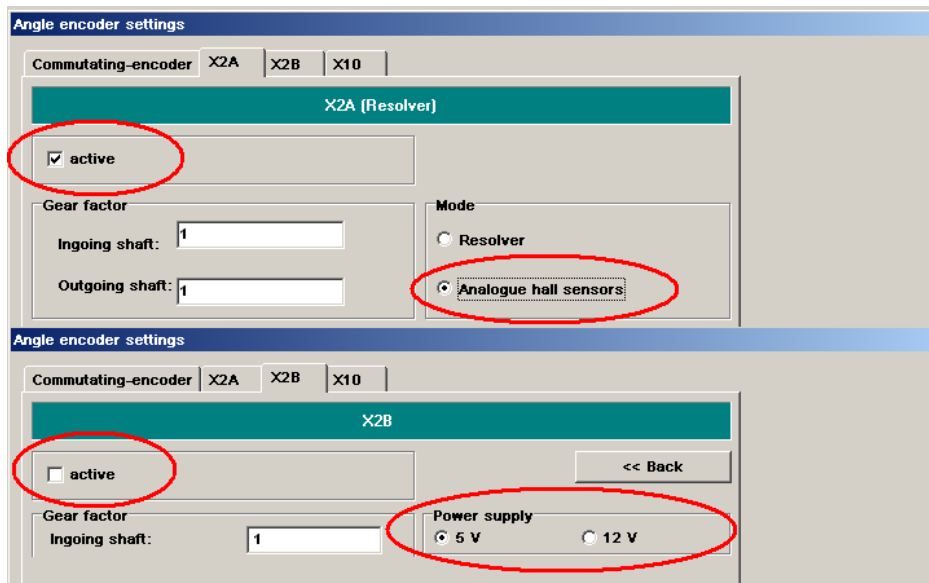 Angle encoder settings
Commutating-encoder X2A X2B X10
X2A (Resolver)
active
Gear factor
Ingoing shaft: 1
Outgoing shaft: 1
Mode
Resolver
Analogue hall sensors
Angle encoder settings
Commutating-encoder X2A X2B X10
X2B
active
<< Back
Gear factor
Ingoing shaft: 1
Power supply
5 V 12 V